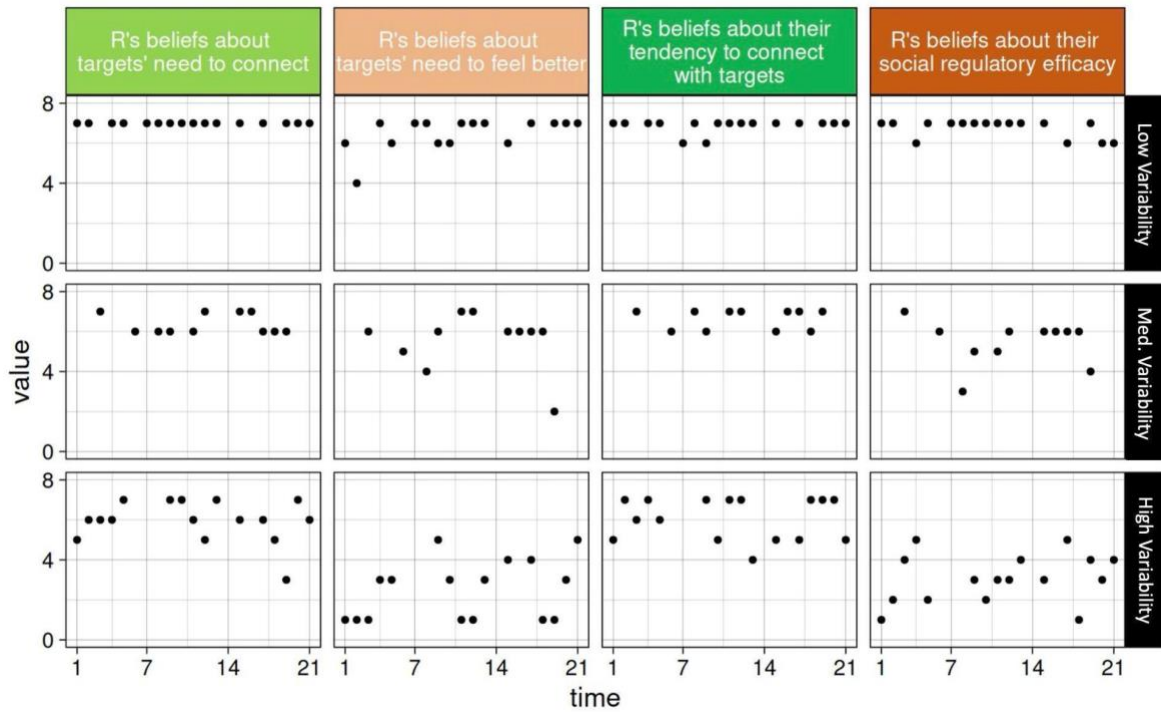 R's beliefs about
targets' need to connect
R's beliefs about
targets' need to feel better
R's beliefs about their
tendency to connect
with targets
R's beliefs about their
social regulatory efficacy
8
4
0
Low Variability
8
4
0
Med. Variability
8
4
0
High Variability
value
1 7 14 21
1 7 14 21
1 7 14 21
1 7 14 21
time